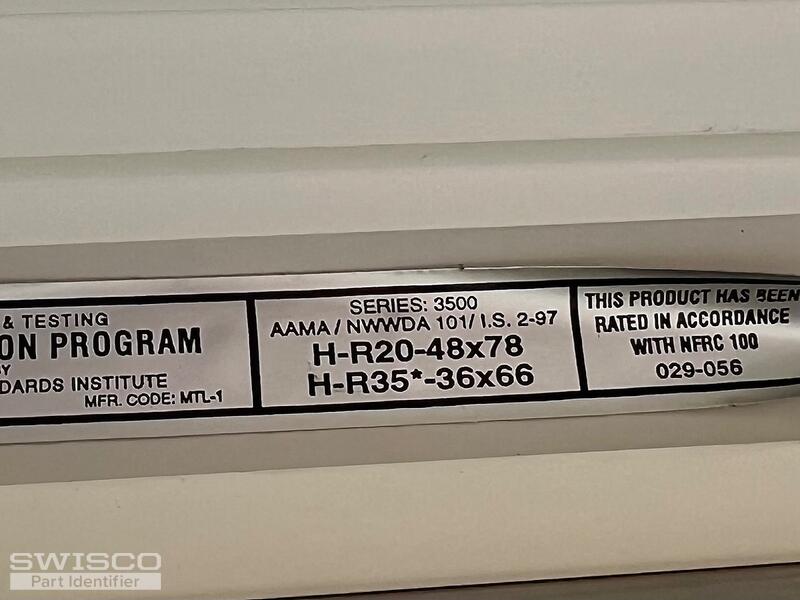 & TESTING
ON PROGRAM
BY
DARDS INSTITUTE
MFR. CODE: MTL-1
SERIES: 3500
AAMA / NWWDA 101/ I.S. 2-97
H-R20-48x78
H-R35*-36x66
THIS PRODUCT HAS BEEN
RATED IN ACCORDANCE
WITH NFRC 100
029-056
SWISCO
Part Identifier